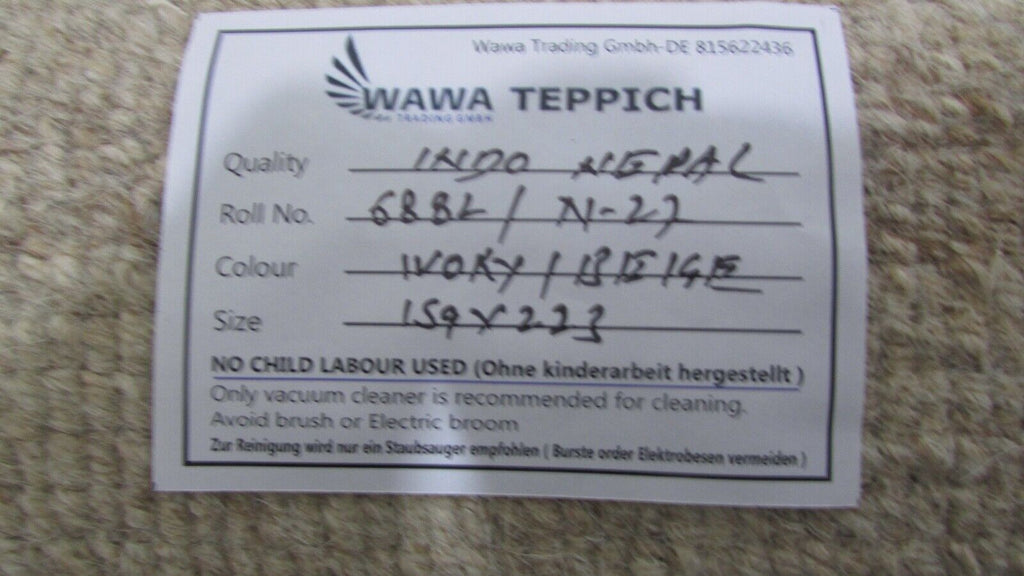 Wawa Trading Gmbh-DE 815622436
WAWA TEPPICH
TRADING GMBH
Quality INDO NEPAL
Roll No. 688L / N-27
Colour IVORY / BEIGE
Size 159 X 223
NO CHILD LABOUR USED (Ohne kinderarbeit hergestellt )
Only vacuum cleaner is recommended for cleaning.
Avoid brush or Electric broom
Zur Reinigung wird nur ein Staubsauger empfohlen ( Burste order Elektrobesen vermeiden )